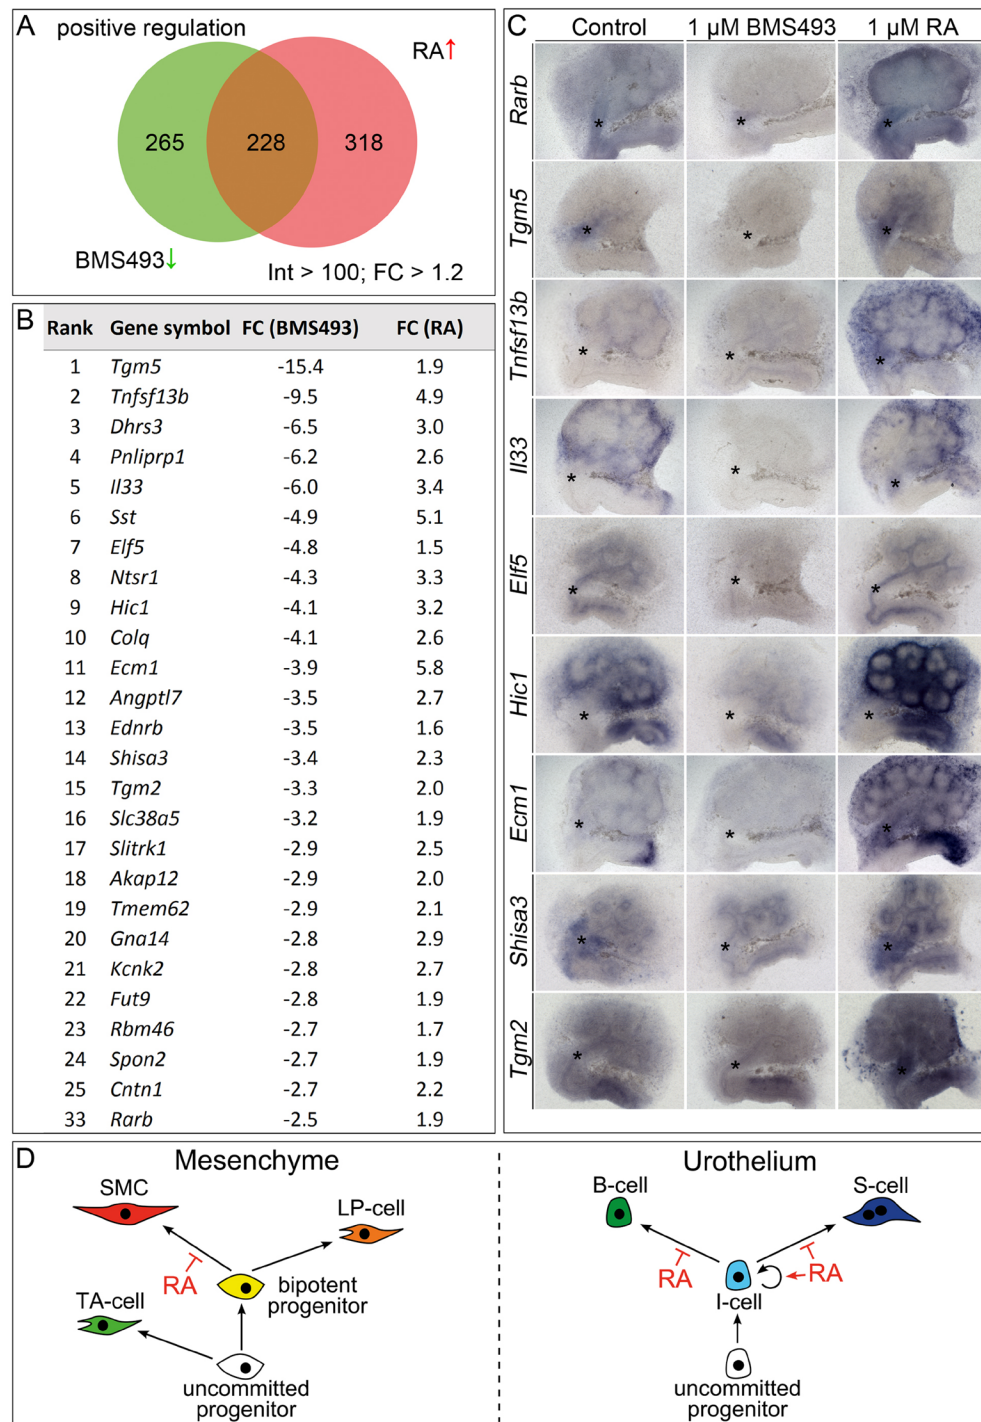 A
positive regulation
RA↑
265 228 318
BMS493↓
Int > 100; FC > 1.2
B
Rank Gene symbol FC (BMS493) FC (RA)
1 Tgm5 -15.4 1.9
2 Tnfsf13b -9.5 4.9
3 Dhrs3 -6.5 3.0
4 Pnliprp1 -6.2 2.6
5 Il33 -6.0 3.4
6 Sst -4.9 5.1
7 Elf5 -4.8 1.5
8 Ntsr1 -4.3 3.3
9 Hic1 -4.1 3.2
10 Colq -4.1 2.6
11 Ecm1 -3.9 5.8
12 Angptl7 -3.5 2.7
13 Ednrb -3.5 1.6
14 Shisa3 -3.4 2.3
15 Tgm2 -3.3 2.0
16 Slc38a5 -3.2 1.9
17 Slitrk1 -2.9 2.5
18 Akap12 -2.9 2.0
19 Tmem62 -2.9 2.1
20 Gna14 -2.8 2.9
21 Kcnk2 -2.8 2.7
22 Fut9 -2.8 1.9
23 Rbm46 -2.7 1.7
24 Spon2 -2.7 1.9
25 Cntn1 -2.7 2.2
33 Rarb -2.5 1.9
C
Control 1 µM BMS493 1 µM RA
Rarb
* * *
Tgm5
* * *
Tnfsf13b
* * *
Il33
* * *
Elf5
* * *
Hic1
* * *
Ecm1
* * *
Shisa3
* * *
Tgm2
* * *
D
Mesenchyme
SMC
LP-cell
RA
bipotent
progenitor
TA-cell
uncommitted
progenitor
Urothelium
B-cell
S-cell
RA
RA
I-cell
uncommitted
progenitor